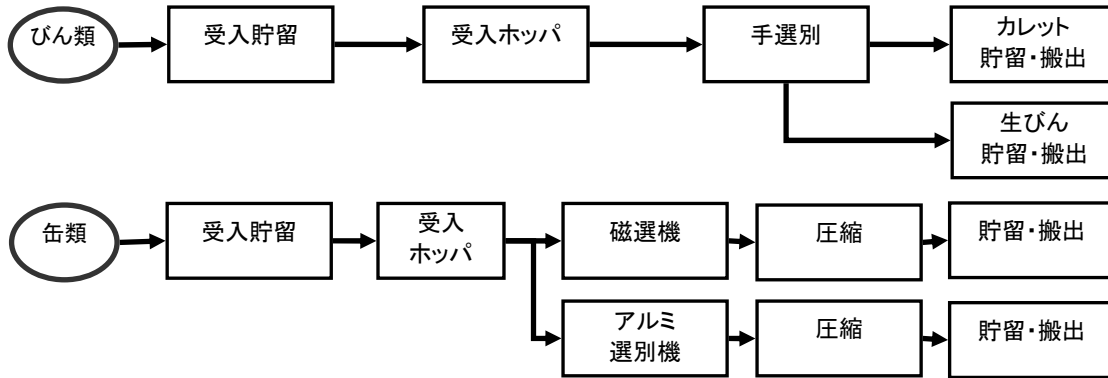 びん類
受入貯留
受入ホッパ
手選別
カレット
貯留・搬出
生びん
貯留・搬出
缶類
受入貯留
受入
ホッパ
磁選機
圧縮
貯留・搬出
アルミ
選別機
圧縮
貯留・搬出